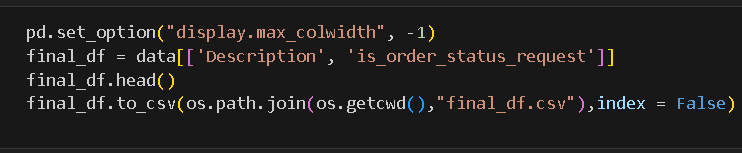 pd.set_option("display.max_colwidth", -1)
final_df = data[['Description', 'is_order_status_request']]
final_df.head()
final_df.to_csv(os.path.join(os.getcwd(),"final_df.csv"),index = False)